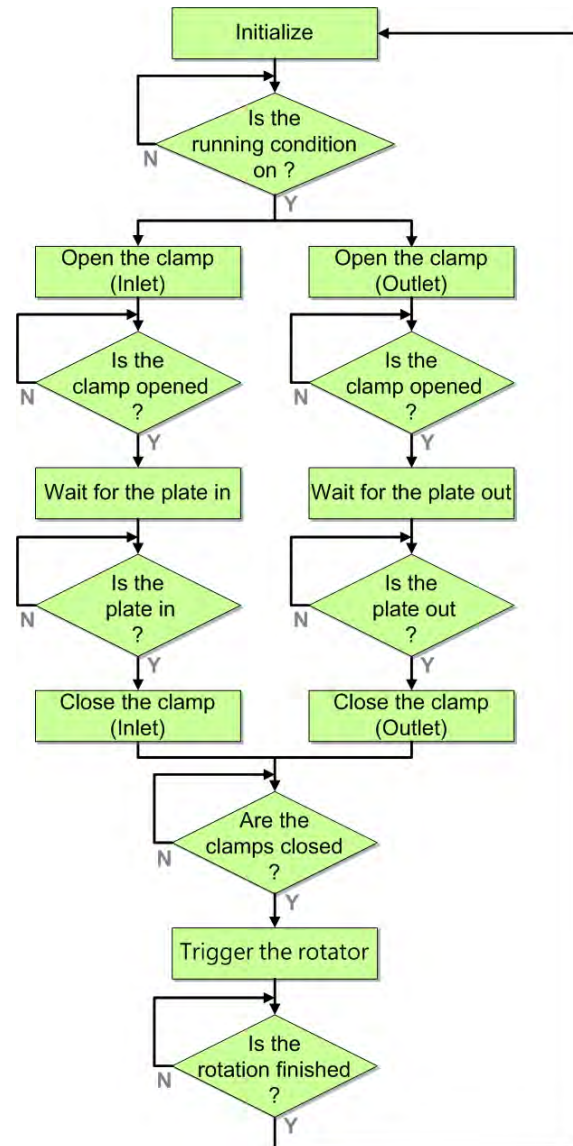 Initialize
Is the
running condition
on ?
N
Y
Open the clamp
(Inlet)
Open the clamp
(Outlet)
Is the
clamp opened
?
N
Y
Is the
clamp opened
?
N
Y
Wait for the plate in
Wait for the plate out
Is the
plate in
?
N
Y
Is the
plate out
?
N
Y
Close the clamp
(Inlet)
Close the clamp
(Outlet)
Are the
clamps closed
?
N
Y
Trigger the rotator
Is the
rotation finished
?
N
Y